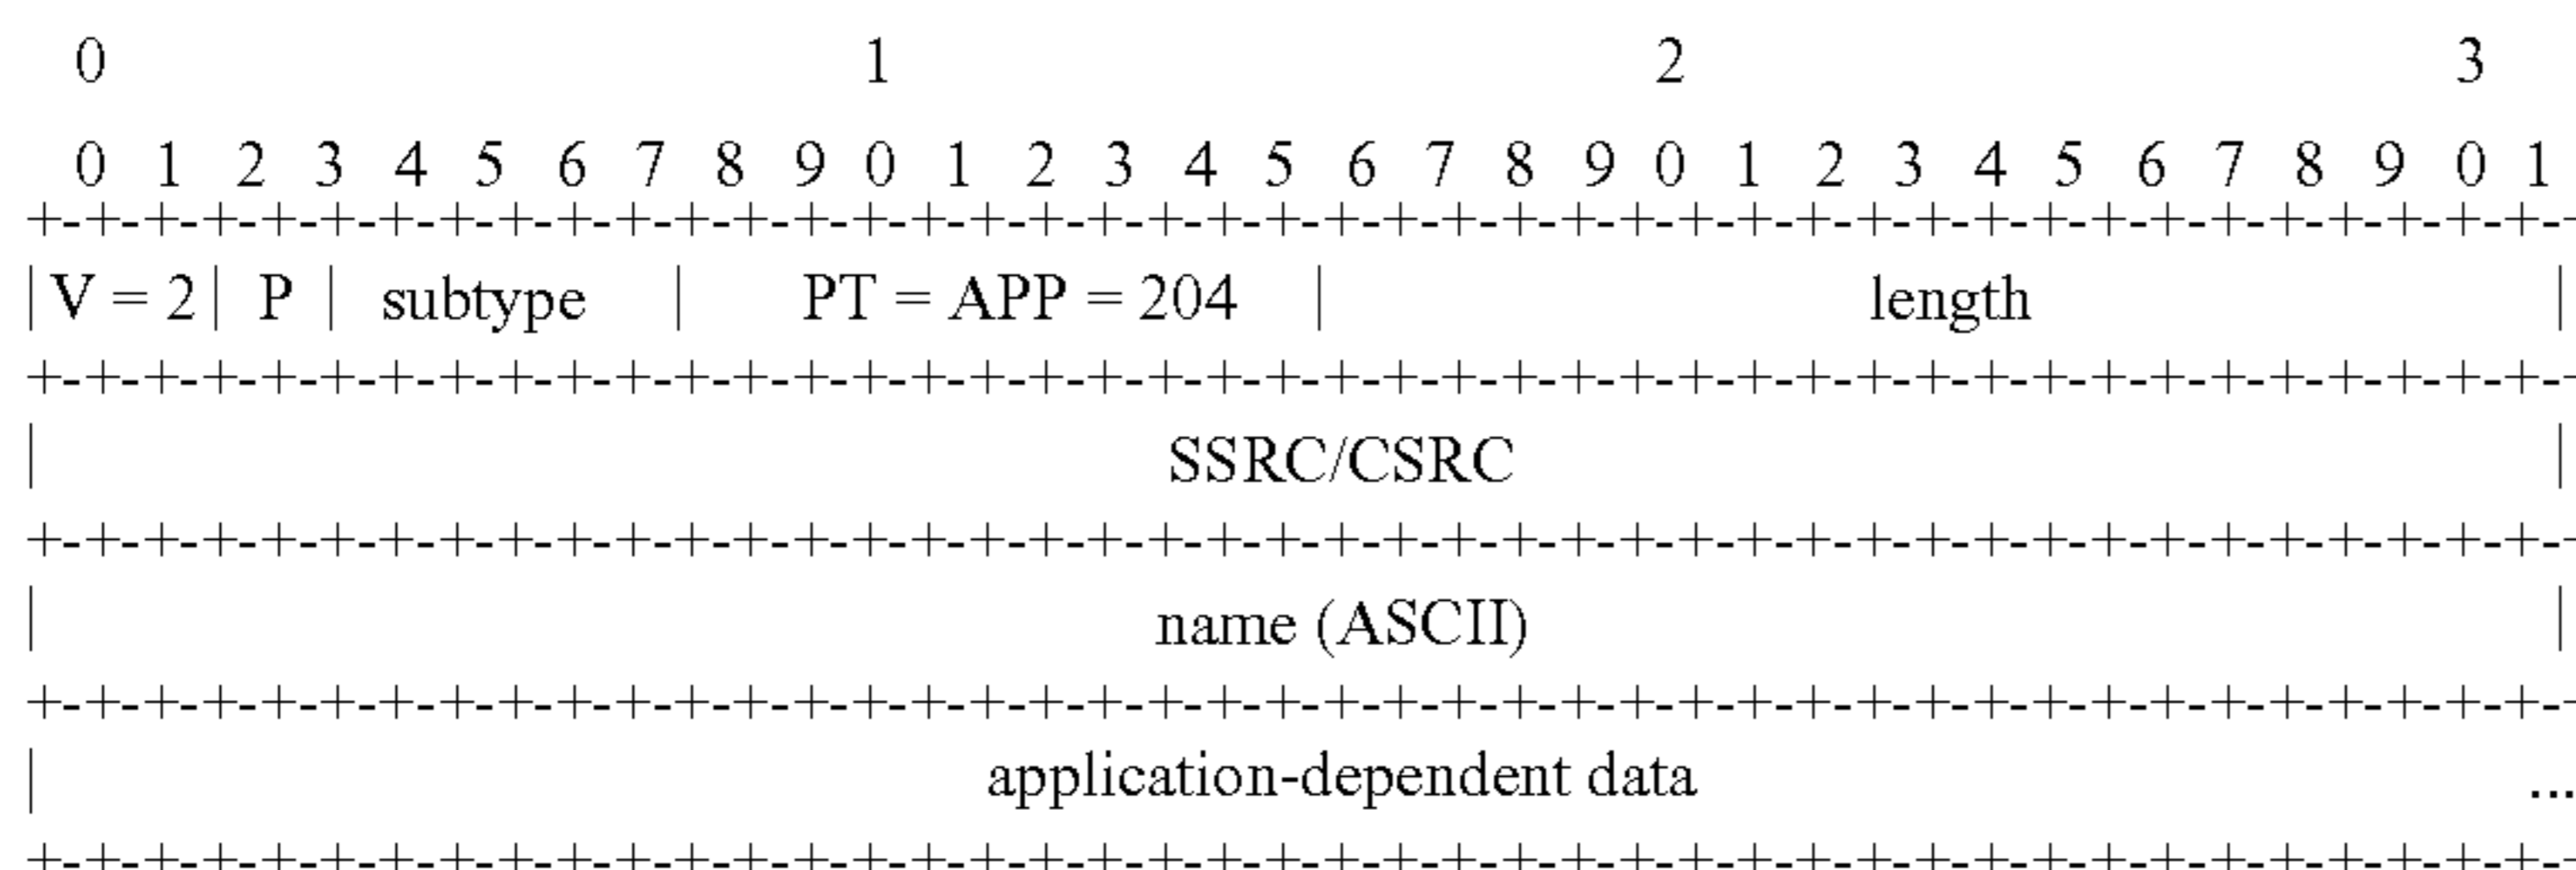 0 1 2 3
0 1 2 3 4 5 6 7 8 9 0 1 2 3 4 5 6 7 8 9 0 1 2 3 4 5 6 7 8 9 0 1
+-+-+-+-+-+-+-+-+-+-+-+-+-+-+-+-+-+-+-+-+-+-+-+-+-+-+-+-+-+-+-+-+
|V = 2| P | subtype | PT = APP = 204 | length |
+-+-+-+-+-+-+-+-+-+-+-+-+-+-+-+-+-+-+-+-+-+-+-+-+-+-+-+-+-+-+-+-+
| SSRC/CSRC |
+-+-+-+-+-+-+-+-+-+-+-+-+-+-+-+-+-+-+-+-+-+-+-+-+-+-+-+-+-+-+-+-+
| name (ASCII) |
+-+-+-+-+-+-+-+-+-+-+-+-+-+-+-+-+-+-+-+-+-+-+-+-+-+-+-+-+-+-+-+-+
| application-dependent data ...
+-+-+-+-+-+-+-+-+-+-+-+-+-+-+-+-+-+-+-+-+-+-+-+-+-+-+-+-+-+-+-+-+